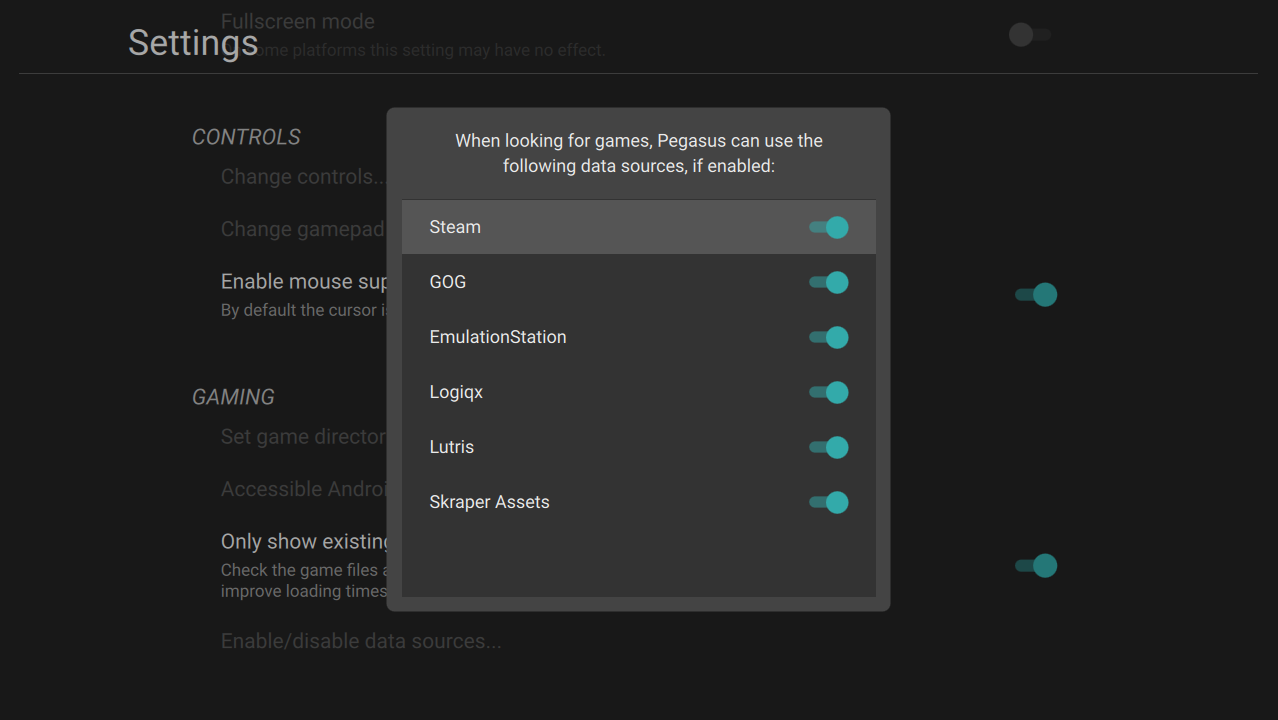 Fullscreen mode
Settings
ome platforms this setting may have no effect.
When looking for games, Pegasus can use the
following data sources, if enabled:
CONTROLS
Change controls...
Change gamepad
Enable mouse sup
By default the cursor is
Steam
GOG
EmulationStation
Logiqx
Lutris
Skraper Assets
GAMING
Set game director
Accessible Androi
Only show existing
Check the game files a
improve loading times
Enable/disable data sources...